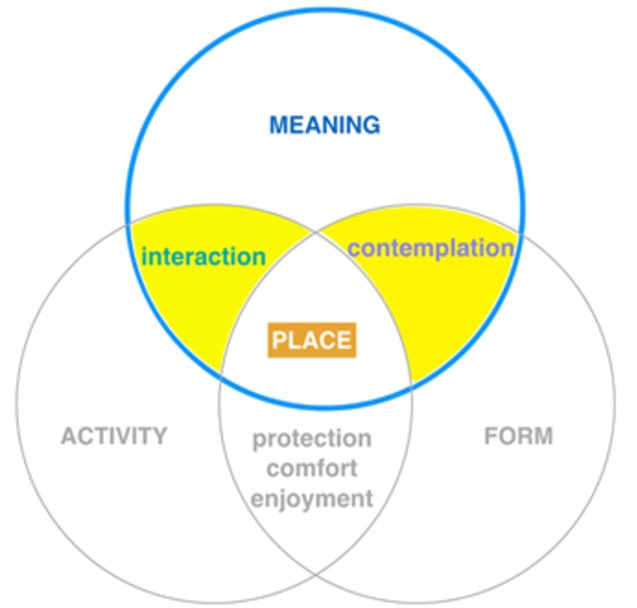 MEANING
interaction
contemplation
PLACE
ACTIVITY
protection
comfort
enjoyment
FORM